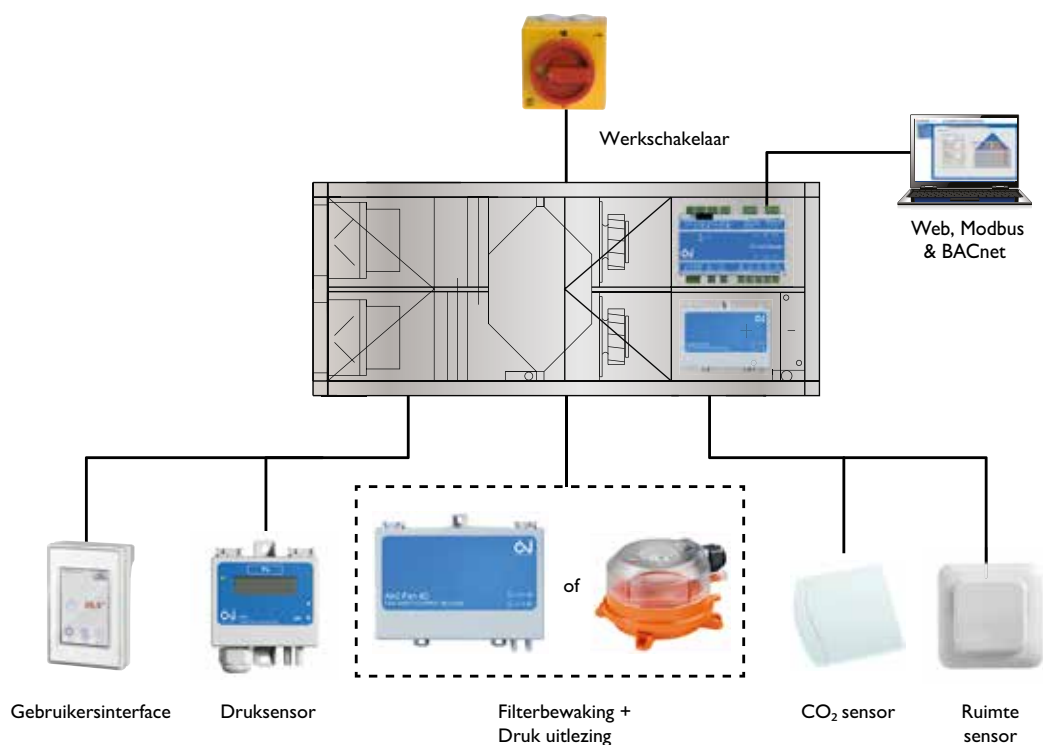 Werkschakelaar
Web, Modbus
& BACnet
of
Gebruikersinterface
Druksensor
Filterbewaking +
Druk uitlezing
CO₂ sensor
Ruimte
sensor